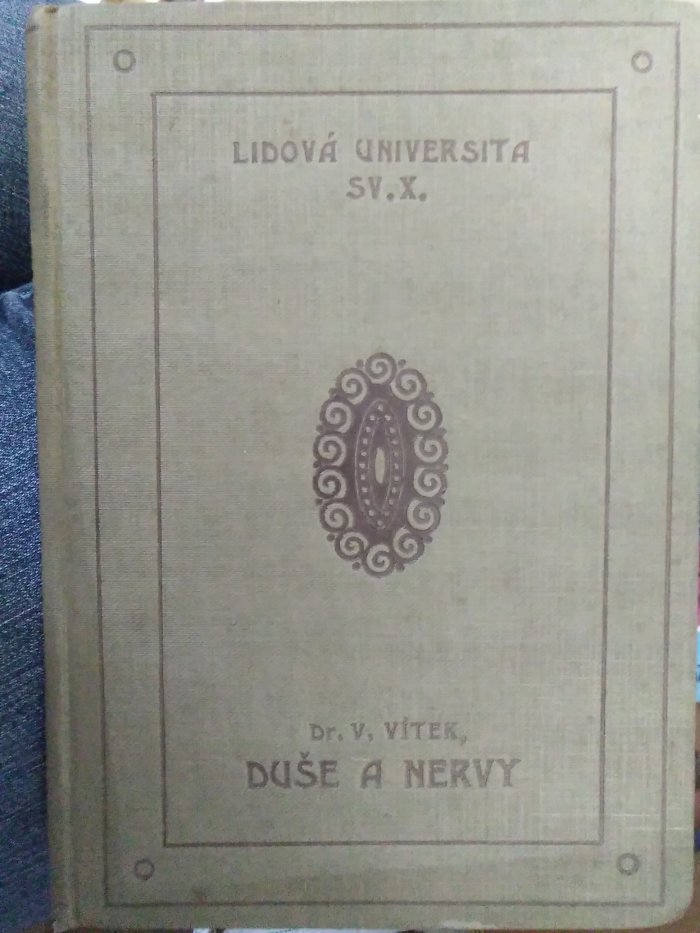 LIDOVÁ UNIVERSITA
SV.X.
Dr. V. VÍTEK,
DUŠE A NERVY